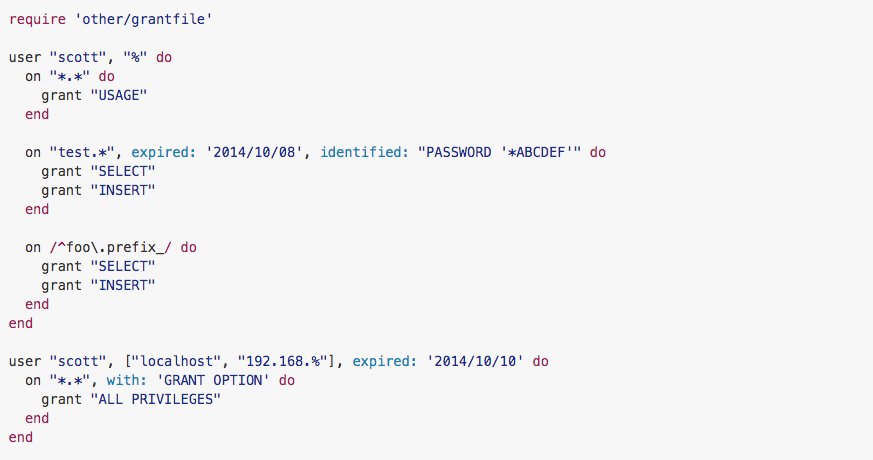 require 'other/grantfile'

user "scott", "%" do
  on "*.*" do
    grant "USAGE"
  end

  on "test.*", expired: '2014/10/08', identified: "PASSWORD '*ABCDEF'" do
    grant "SELECT"
    grant "INSERT"
  end

  on /^foo\.prefix_/ do
    grant "SELECT"
    grant "INSERT"
  end
end

user "scott", ["localhost", "192.168.%"], expired: '2014/10/10' do
  on "*.*", with: 'GRANT OPTION' do
    grant "ALL PRIVILEGES"
  end
end